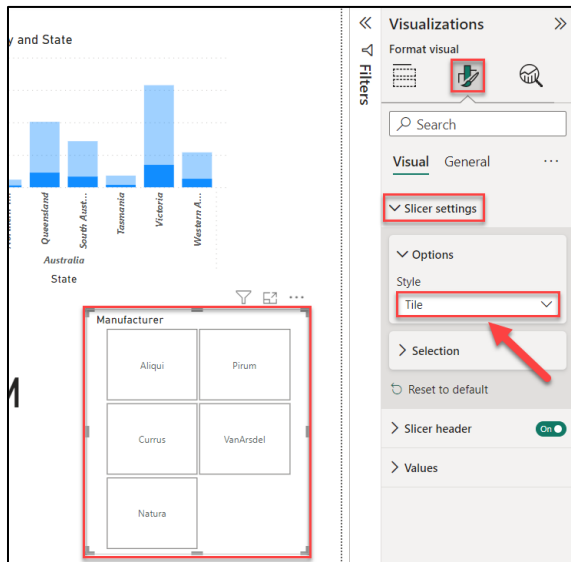 y and State
Queensland
South Aust...
Tasmania
Victoria
Western A...
Australia
State
Manufacturer
Aliqui
Pirum
Currus
VanArsdel
Natura
M
Filters
Visualizations
Format visual
Search
Visual General
Slicer settings
Options
Style
Tile
Selection
Reset to default
Slicer header On
Values